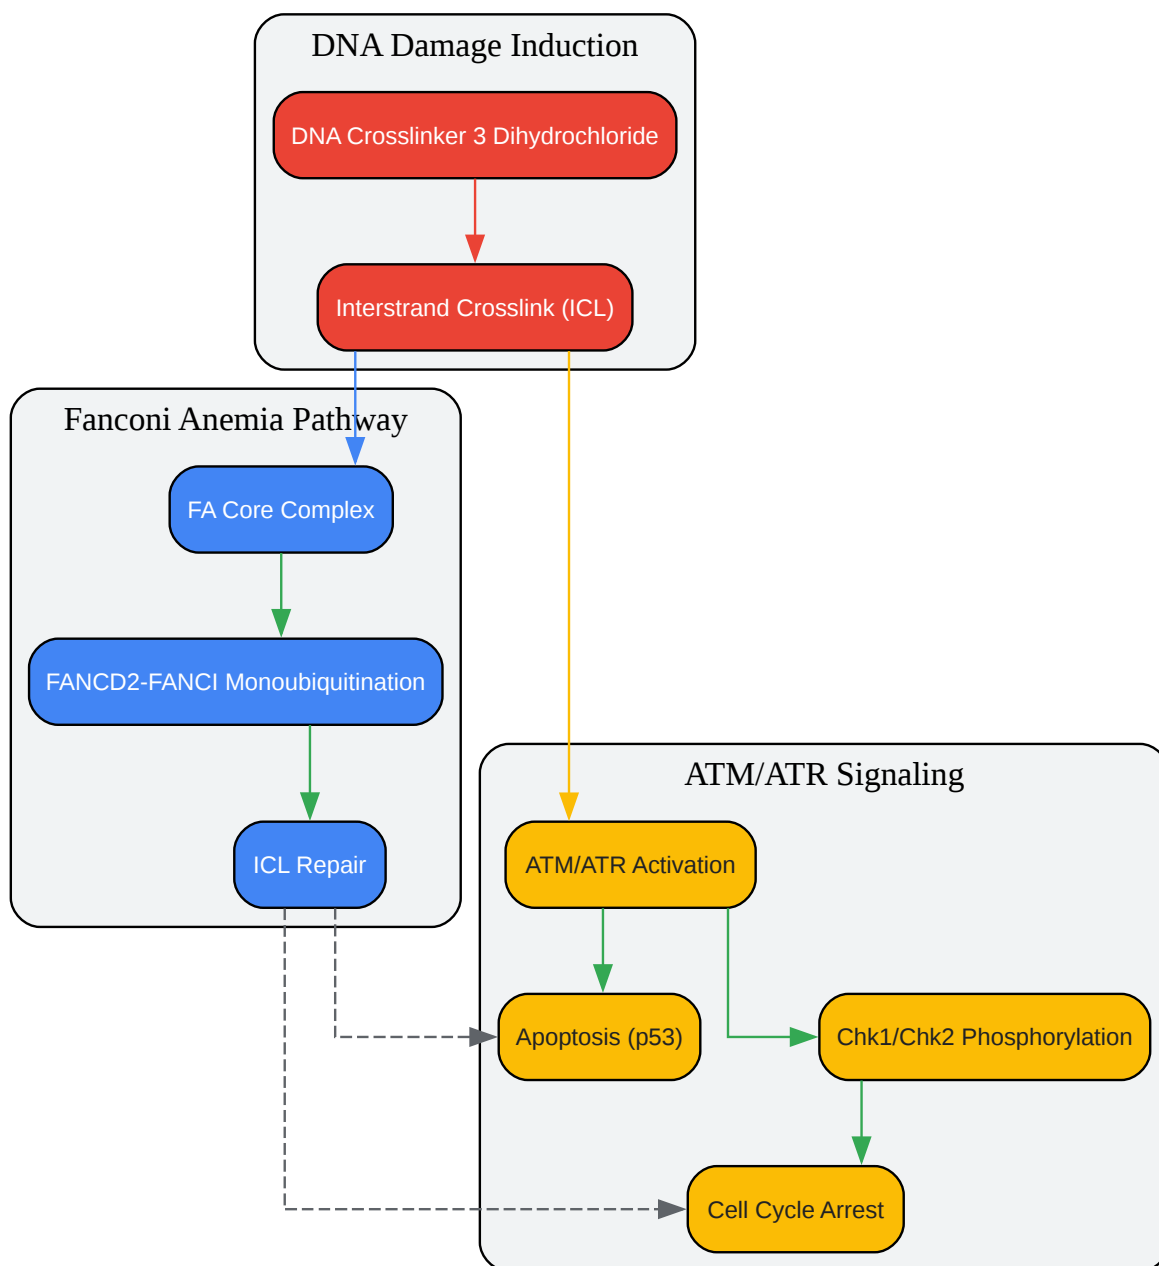 DNA Damage Induction
DNA Crosslinker 3 Dihydrochloride
Interstrand Crosslink (ICL)
Fanconi Anemia Pathway
FA Core Complex
FANCD2-FANCI Monoubiquitination
ICL Repair
ATM/ATR Signaling
ATM/ATR Activation
Apoptosis (p53)
Chk1/Chk2 Phosphorylation
Cell Cycle Arrest